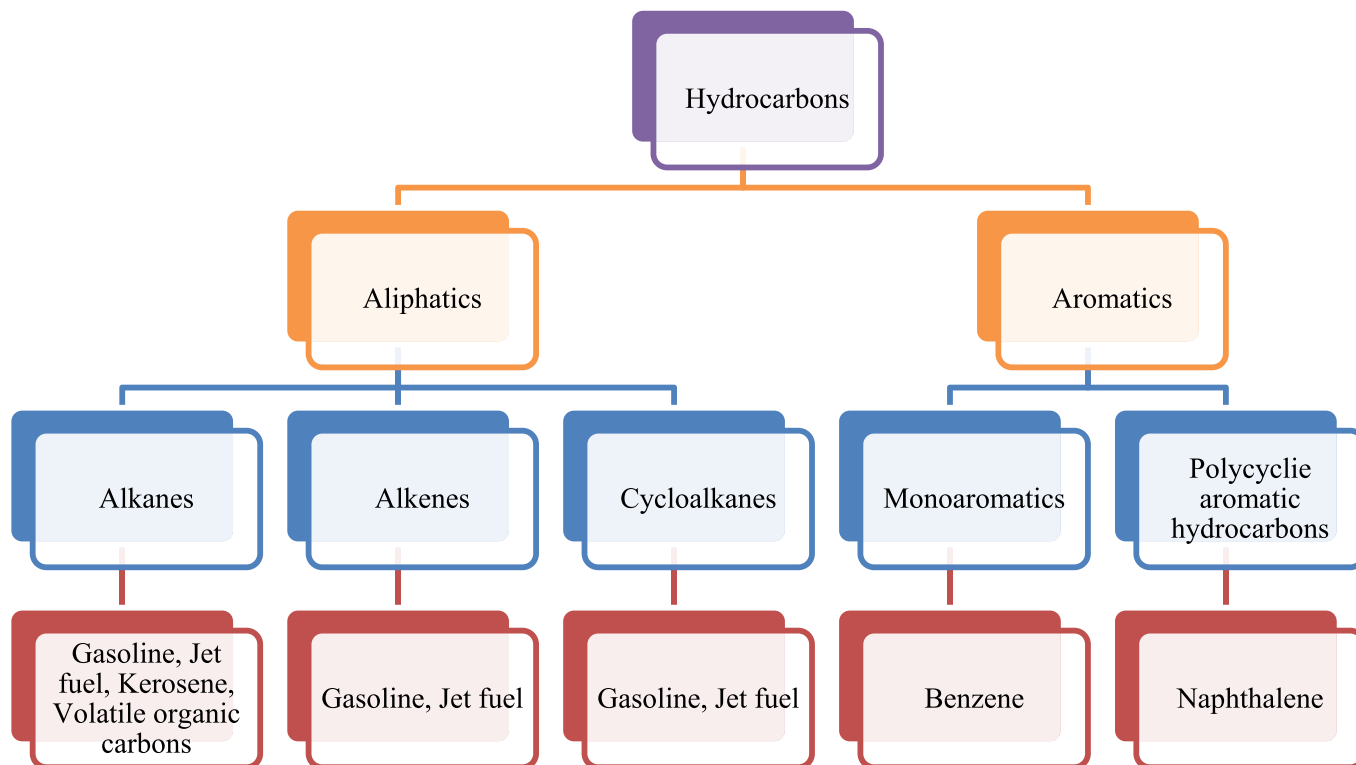 Hydrocarbons
Aliphatics
Aromatics
Alkanes
Alkenes
Cycloalkanes
Monoaromatics
Polycyclie
aromatic
hydrocarbons
Gasoline, Jet
fuel, Kerosene,
Volatile organic
carbons
Gasoline, Jet fuel
Gasoline, Jet fuel
Benzene
Naphthalene